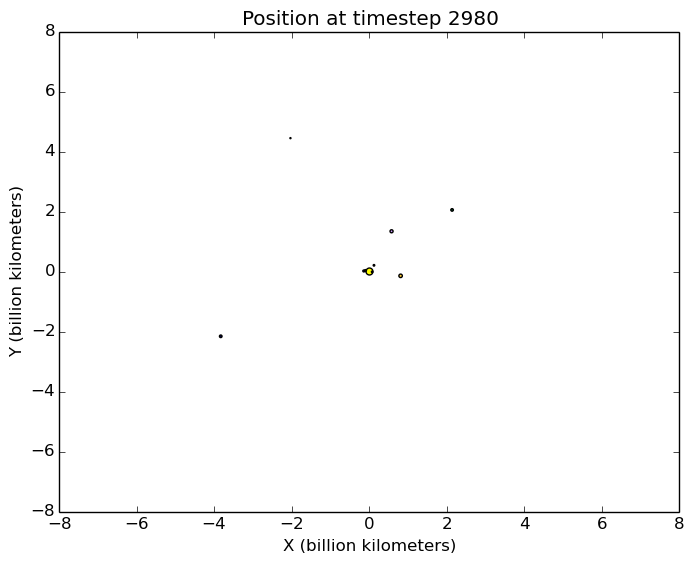 Position at timestep 2980
8
6
4
2
0
−2
−4
−6
−8
Y (billion kilometers)
−8 −6 −4 −2 0 2 4 6 8
X (billion kilometers)